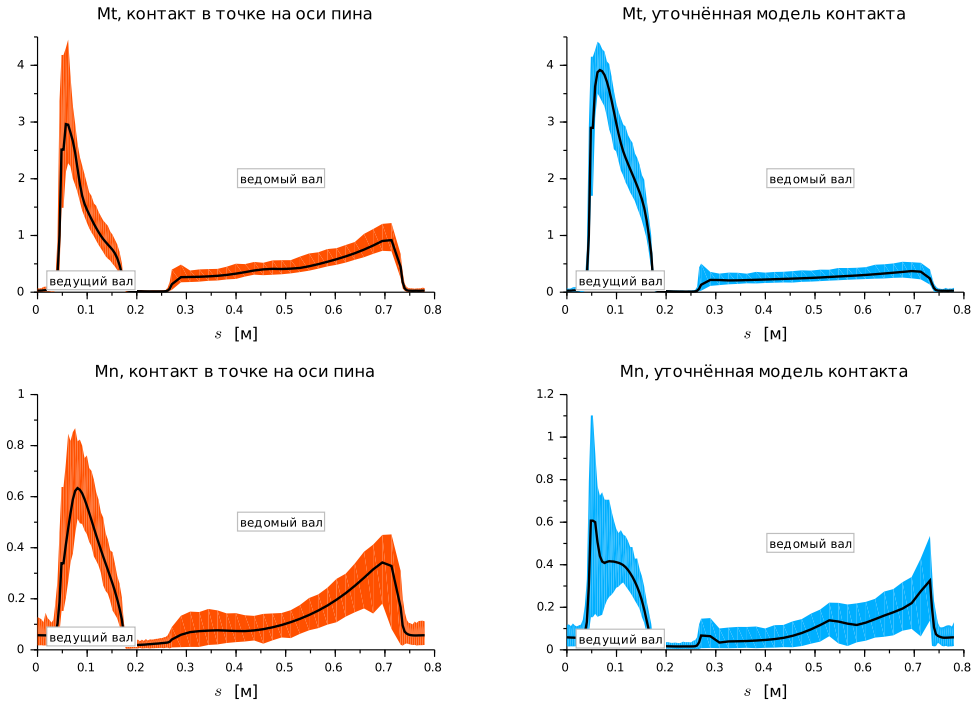 Mt, контакт в точке на оси пина
4
3
2
1
0
ведомый вал
ведущий вал
0 0.1 0.2 0.3 0.4 0.5 0.6 0.7 0.8
s [м]
Mt, уточнённая модель контакта
4
3
2
1
0
ведомый вал
ведущий вал
0 0.1 0.2 0.3 0.4 0.5 0.6 0.7 0.8
s [м]
Mn, контакт в точке на оси пина
1
0.8
0.6
0.4
0.2
0
ведомый вал
ведущий вал
0 0.1 0.2 0.3 0.4 0.5 0.6 0.7 0.8
s [м]
Mn, уточнённая модель контакта
1.2
1
0.8
0.6
0.4
0.2
0
ведомый вал
ведущий вал
0 0.1 0.2 0.3 0.4 0.5 0.6 0.7 0.8
s [м]